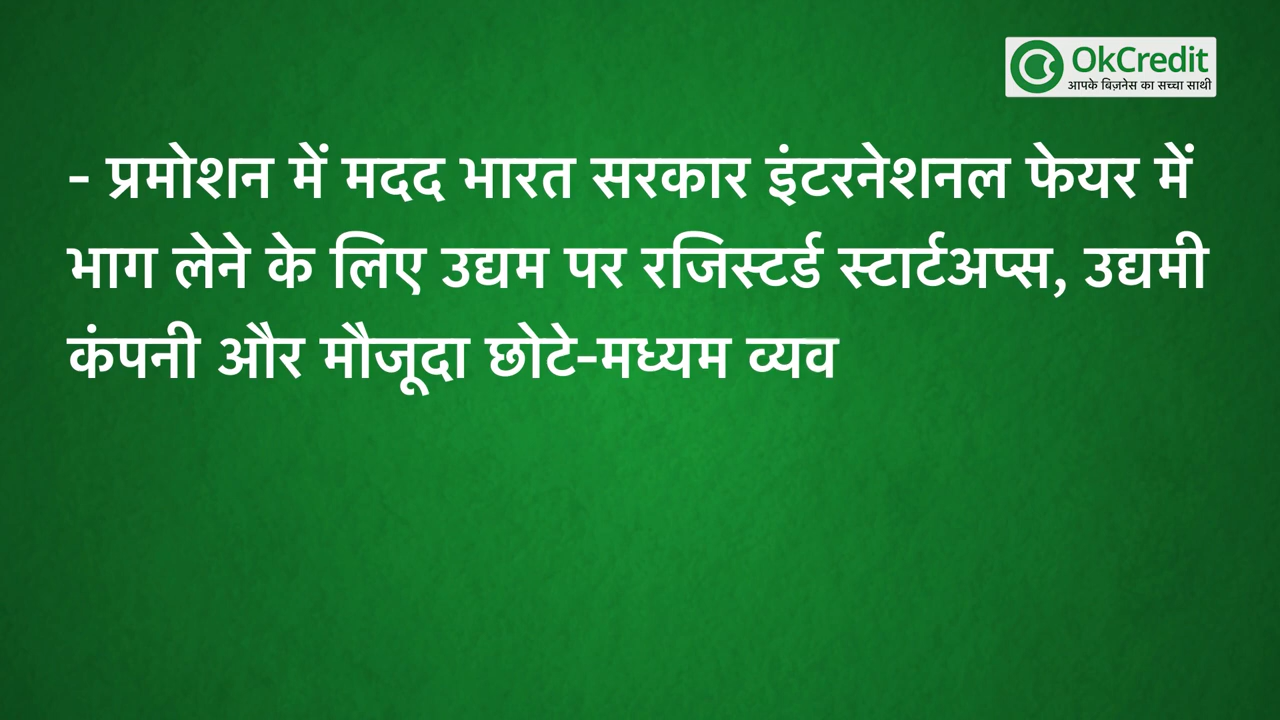 OkCredit
आपके बिज़नेस का सच्चा साथी
- प्रमोशन में मदद भारत सरकार इंटरनेशनल फेयर में
भाग लेने के लिए उद्यम पर रजिस्टर्ड स्टार्टअप्स, उद्यमी
कंपनी और मौजूदा छोटे-मध्यम व्यव